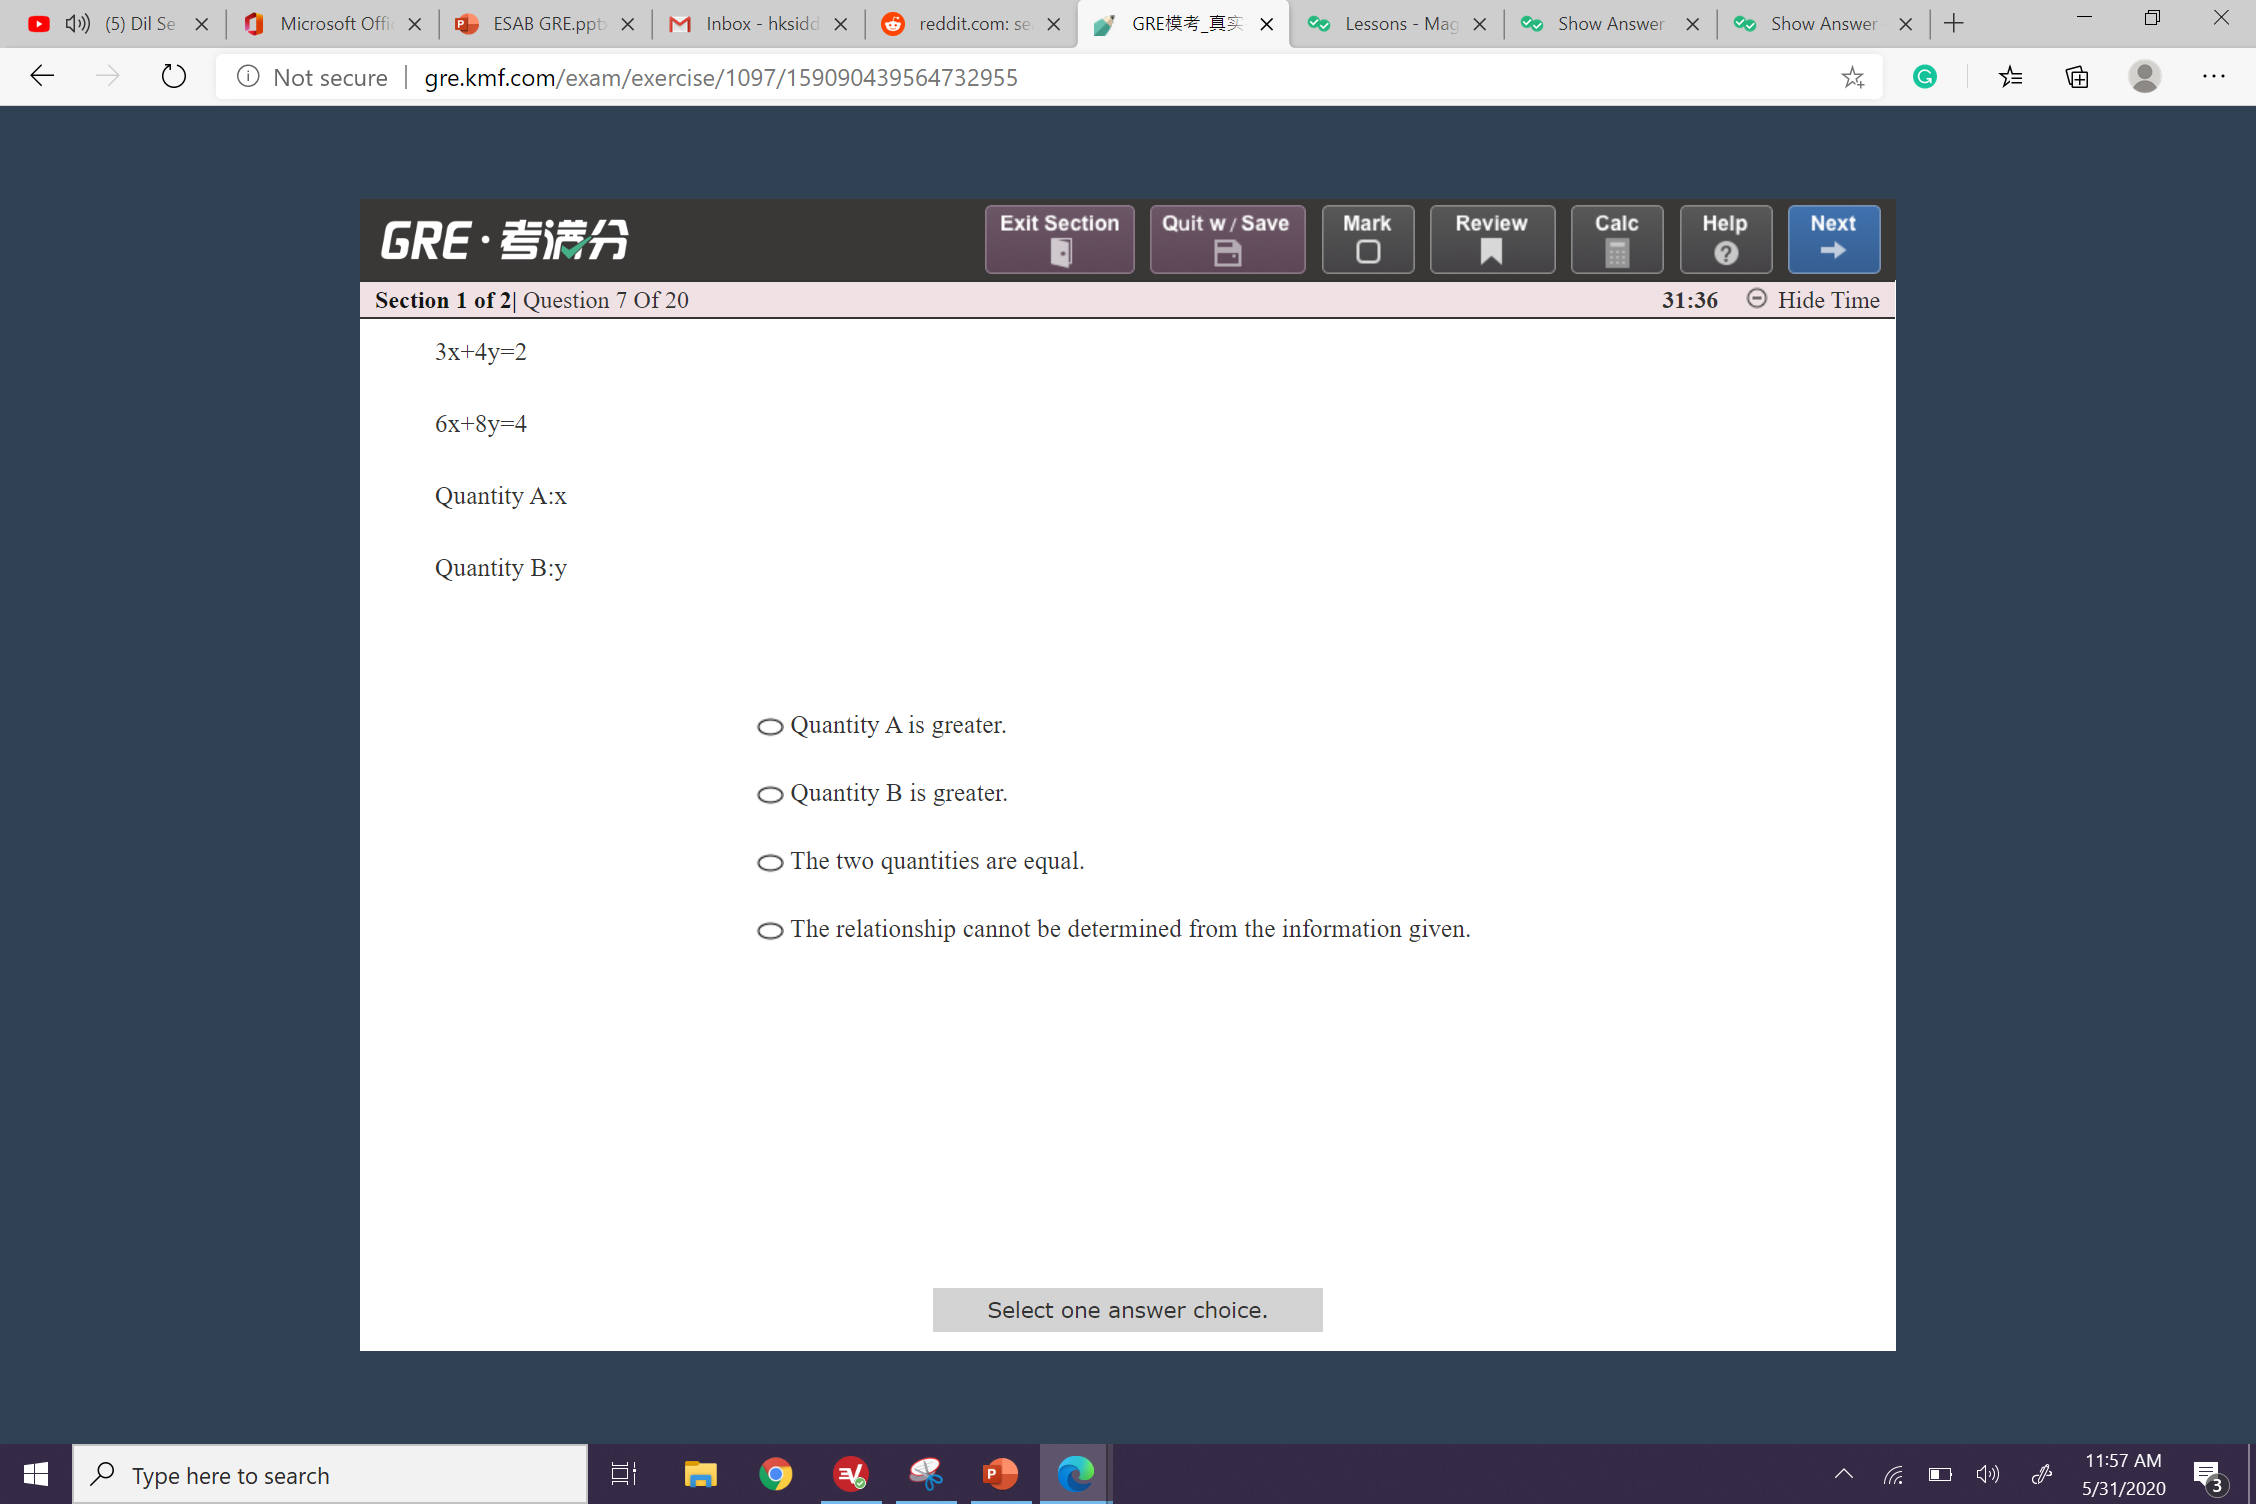 (5) Dil Se
Microsoft Offic
ESAB GRE.ppt
Inbox - hksidd
reddit.com: se
GRE模考_真实
Lessons - Mag
Show Answer
Show Answer
Not secure | gre.kmf.com/exam/exercise/1097/159090439564732955
GRE·考满分
Exit Section
Quit w / Save
Mark
Review
Calc
Help
Next
Section 1 of 2| Question 7 Of 20
31:36 Hide Time
3x+4y=2
6x+8y=4
Quantity A:x
Quantity B:y
Quantity A is greater.
Quantity B is greater.
The two quantities are equal.
The relationship cannot be determined from the information given.
Select one answer choice.
Type here to search
11:57 AM
5/31/2020
3